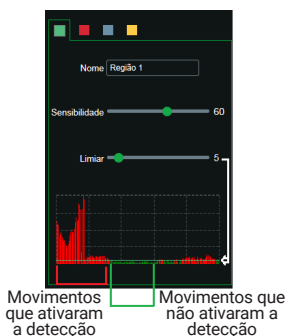 Nome Região 1
Sensibilidade 60
Limiar 5
Movimentos
que ativaram
a detecção
Movimentos que
não ativaram a
detecção